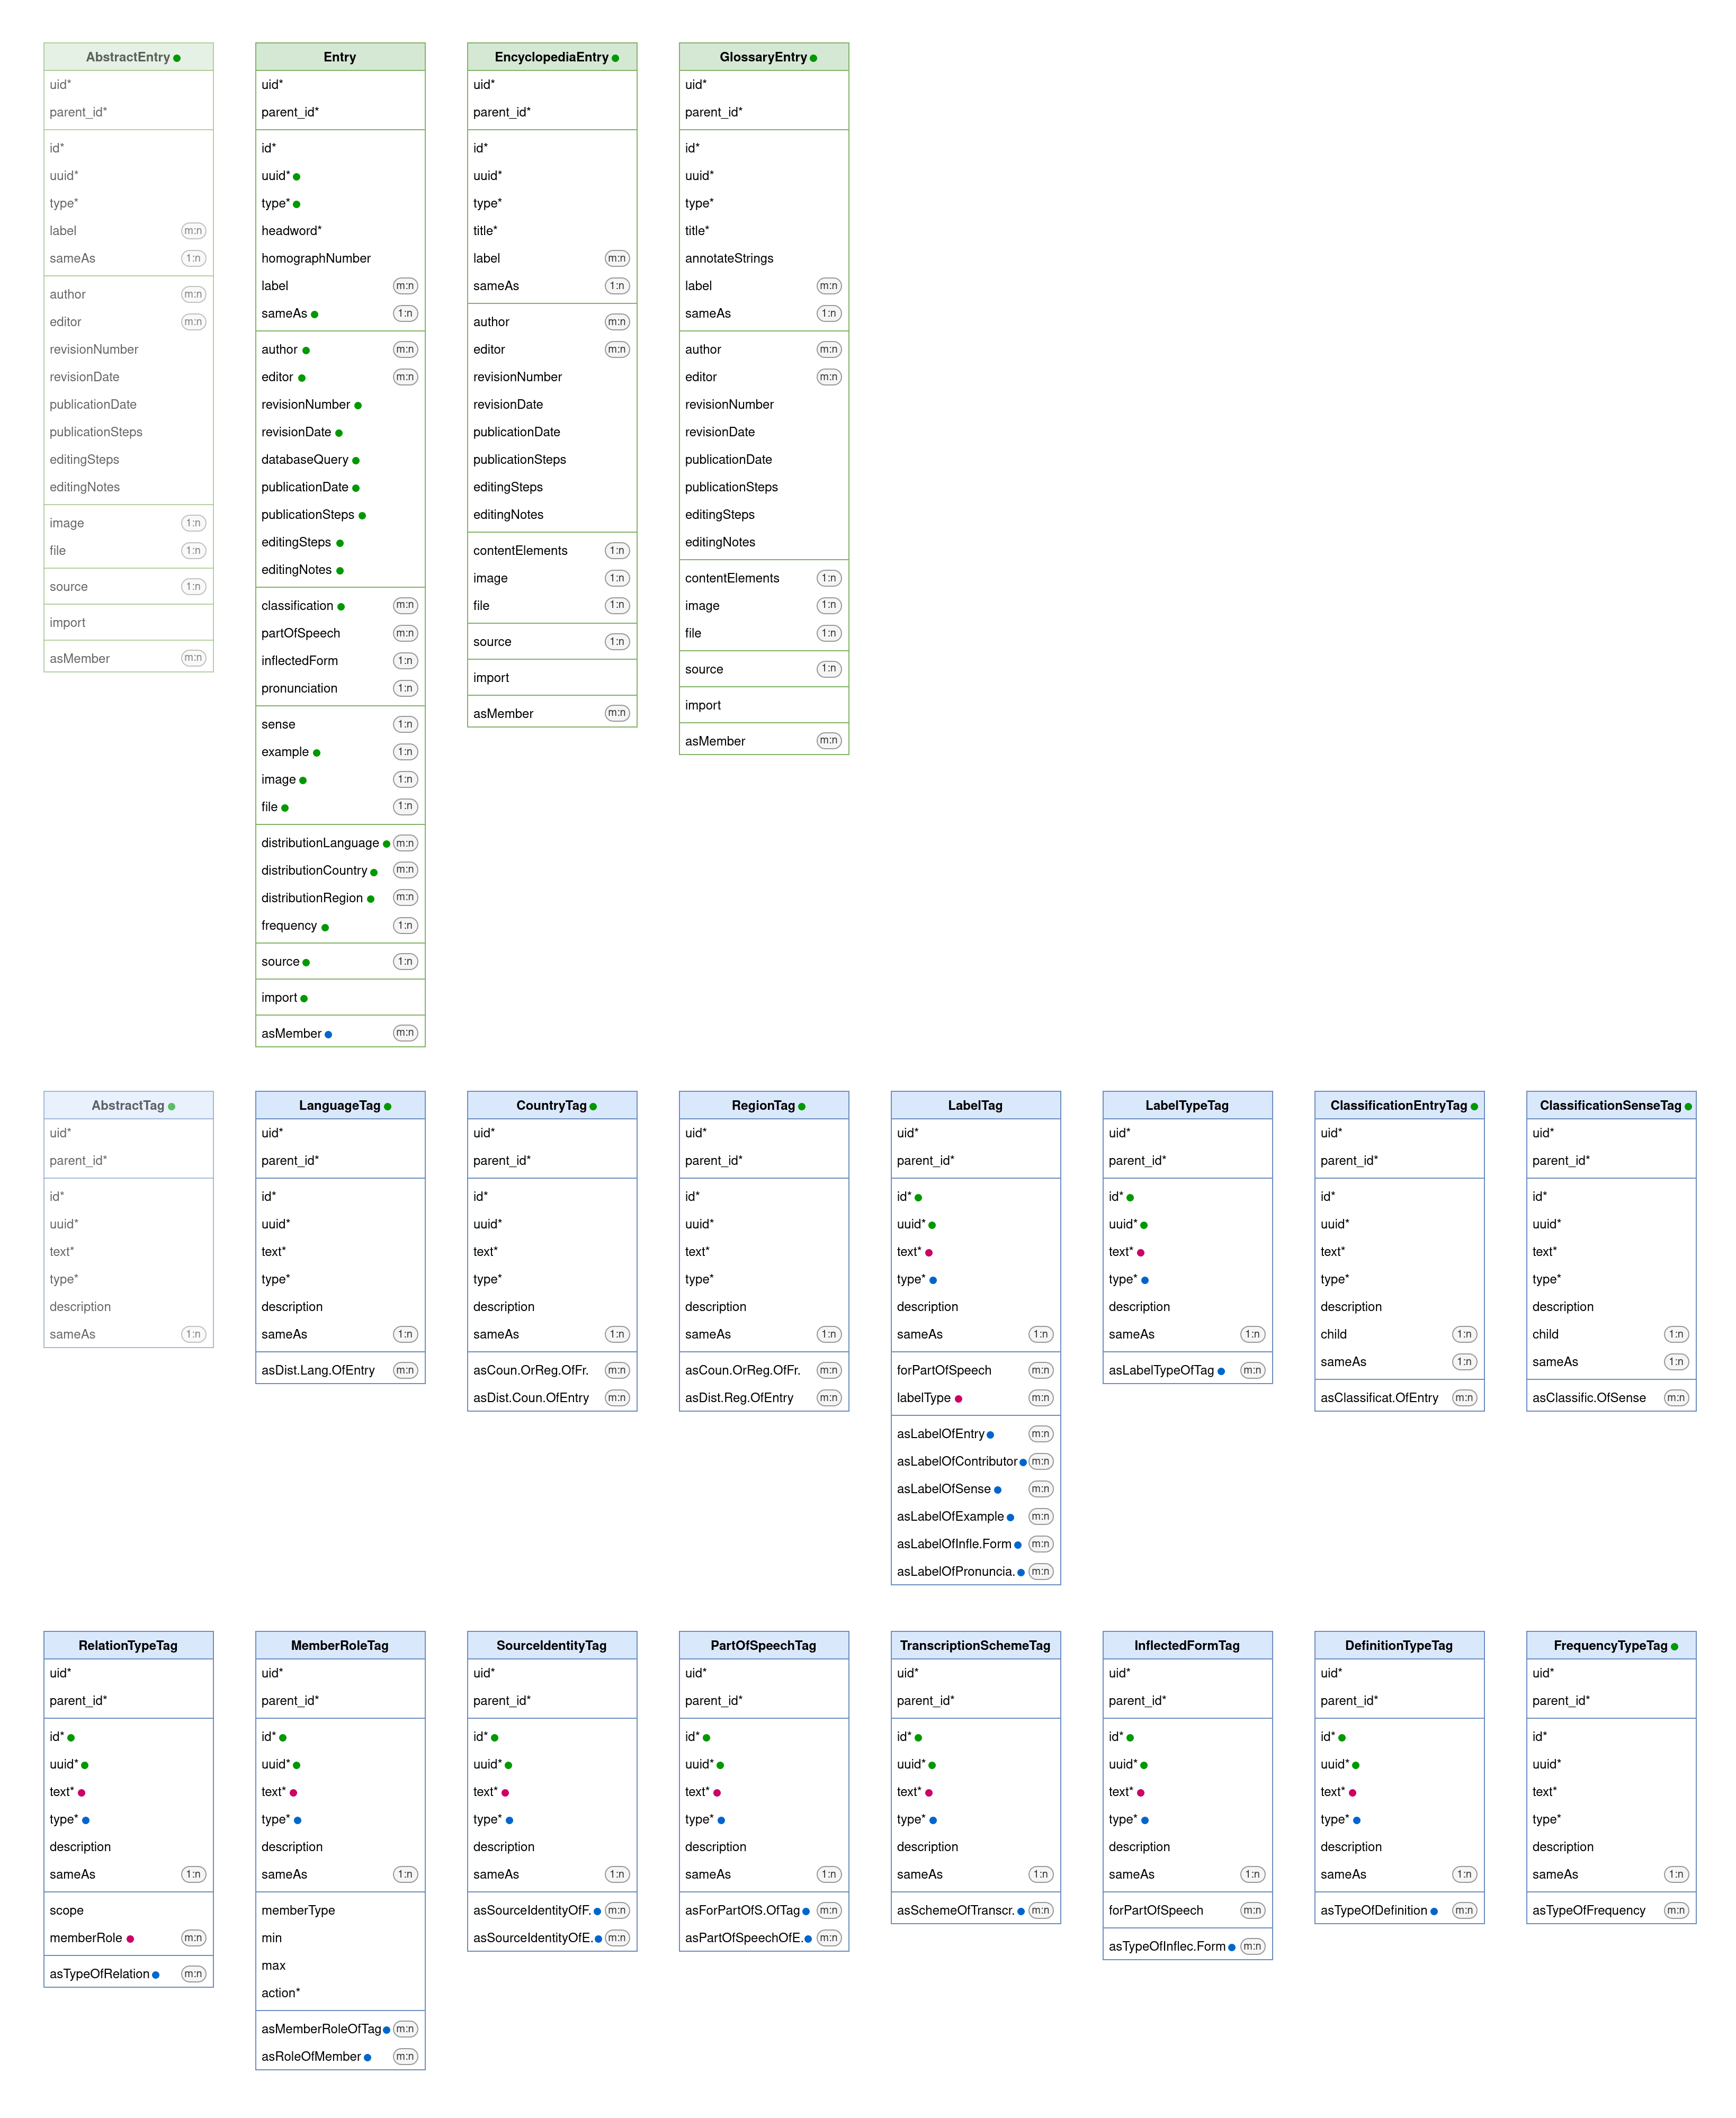 AbstractEntry
uid*
parent_id*
id*
uuid*
type*
label m:n
sameAs 1:n
author m:n
editor m:n
revisionNumber
revisionDate
publicationDate
publicationSteps
editingSteps
editingNotes
image 1:n
file 1:n
source 1:n
import
asMember m:n
Entry
uid*
parent_id*
id*
uuid*
type*
headword*
homographNumber
label m:n
sameAs 1:n
author m:n
editor m:n
revisionNumber
revisionDate
databaseQuery
publicationDate
publicationSteps
editingSteps
editingNotes
classification m:n
partOfSpeech m:n
inflectedForm 1:n
pronunciation 1:n
sense 1:n
example 1:n
image 1:n
file 1:n
distributionLanguage m:n
distributionCountry m:n
distributionRegion m:n
frequency 1:n
source 1:n
import
asMember m:n
EncyclopediaEntry
uid*
parent_id*
id*
uuid*
type*
title*
label m:n
sameAs 1:n
author m:n
editor m:n
revisionNumber
revisionDate
publicationDate
publicationSteps
editingSteps
editingNotes
contentElements 1:n
image 1:n
file 1:n
source 1:n
import
asMember m:n
GlossaryEntry
uid*
parent_id*
id*
uuid*
type*
title*
annotateStrings
label m:n
sameAs 1:n
author m:n
editor m:n
revisionNumber
revisionDate
publicationDate
publicationSteps
editingSteps
editingNotes
contentElements 1:n
image 1:n
file 1:n
source 1:n
import
asMember m:n
AbstractTag
uid*
parent_id*
id*
uuid*
text*
type*
description
sameAs 1:n
LanguageTag
uid*
parent_id*
id*
uuid*
text*
type*
description
sameAs 1:n
asDist.Lang.OfEntry m:n
CountryTag
uid*
parent_id*
id*
uuid*
text*
type*
description
sameAs 1:n
asCoun.OrReg.OfFr. m:n
asDist.Coun.OfEntry m:n
RegionTag
uid*
parent_id*
id*
uuid*
text*
type*
description
sameAs 1:n
asCoun.OrReg.OfFr. m:n
asDist.Reg.OfEntry m:n
LabelTag
uid*
parent_id*
id*
uuid*
text*
type*
description
sameAs 1:n
forPartOfSpeech m:n
labelType m:n
asLabelOfEntry m:n
asLabelOfContributor m:n
asLabelOfSense m:n
asLabelOfExample m:n
asLabelOfInfle.Form m:n
asLabelOfPronuncia. m:n
LabelTypeTag
uid*
parent_id*
id*
uuid*
text*
type*
description
sameAs 1:n
asLabelTypeOfTag m:n
ClassificationEntryTag
uid*
parent_id*
id*
uuid*
text*
type*
description
child 1:n
sameAs 1:n
asClassificat.OfEntry m:n
ClassificationSenseTag
uid*
parent_id*
id*
uuid*
text*
type*
description
child 1:n
sameAs 1:n
asClassific.OfSense m:n
RelationTypeTag
uid*
parent_id*
id*
uuid*
text*
type*
description
sameAs 1:n
scope
memberRole m:n
asTypeOfRelation m:n
MemberRoleTag
uid*
parent_id*
id*
uuid*
text*
type*
description
sameAs 1:n
memberType
min
max
action*
asMemberRoleOfTag m:n
asRoleOfMember m:n
SourceIdentityTag
uid*
parent_id*
id*
uuid*
text*
type*
description
sameAs 1:n
asSourceIdentityOfF. m:n
asSourceIdentityOfE. m:n
PartOfSpeechTag
uid*
parent_id*
id*
uuid*
text*
type*
description
sameAs 1:n
asForPartOfS.OfTag m:n
asPartOfSpeechOfE. m:n
TranscriptionSchemeTag
uid*
parent_id*
id*
uuid*
text*
type*
description
sameAs 1:n
asSchemeOfTranscr. m:n
InflectedFormTag
uid*
parent_id*
id*
uuid*
text*
type*
description
sameAs 1:n
forPartOfSpeech m:n
asTypeOfInflec.Form m:n
DefinitionTypeTag
uid*
parent_id*
id*
uuid*
text*
type*
description
sameAs 1:n
asTypeOfDefinition m:n
FrequencyTypeTag
uid*
parent_id*
id*
uuid*
text*
type*
description
sameAs 1:n
asTypeOfFrequency m:n